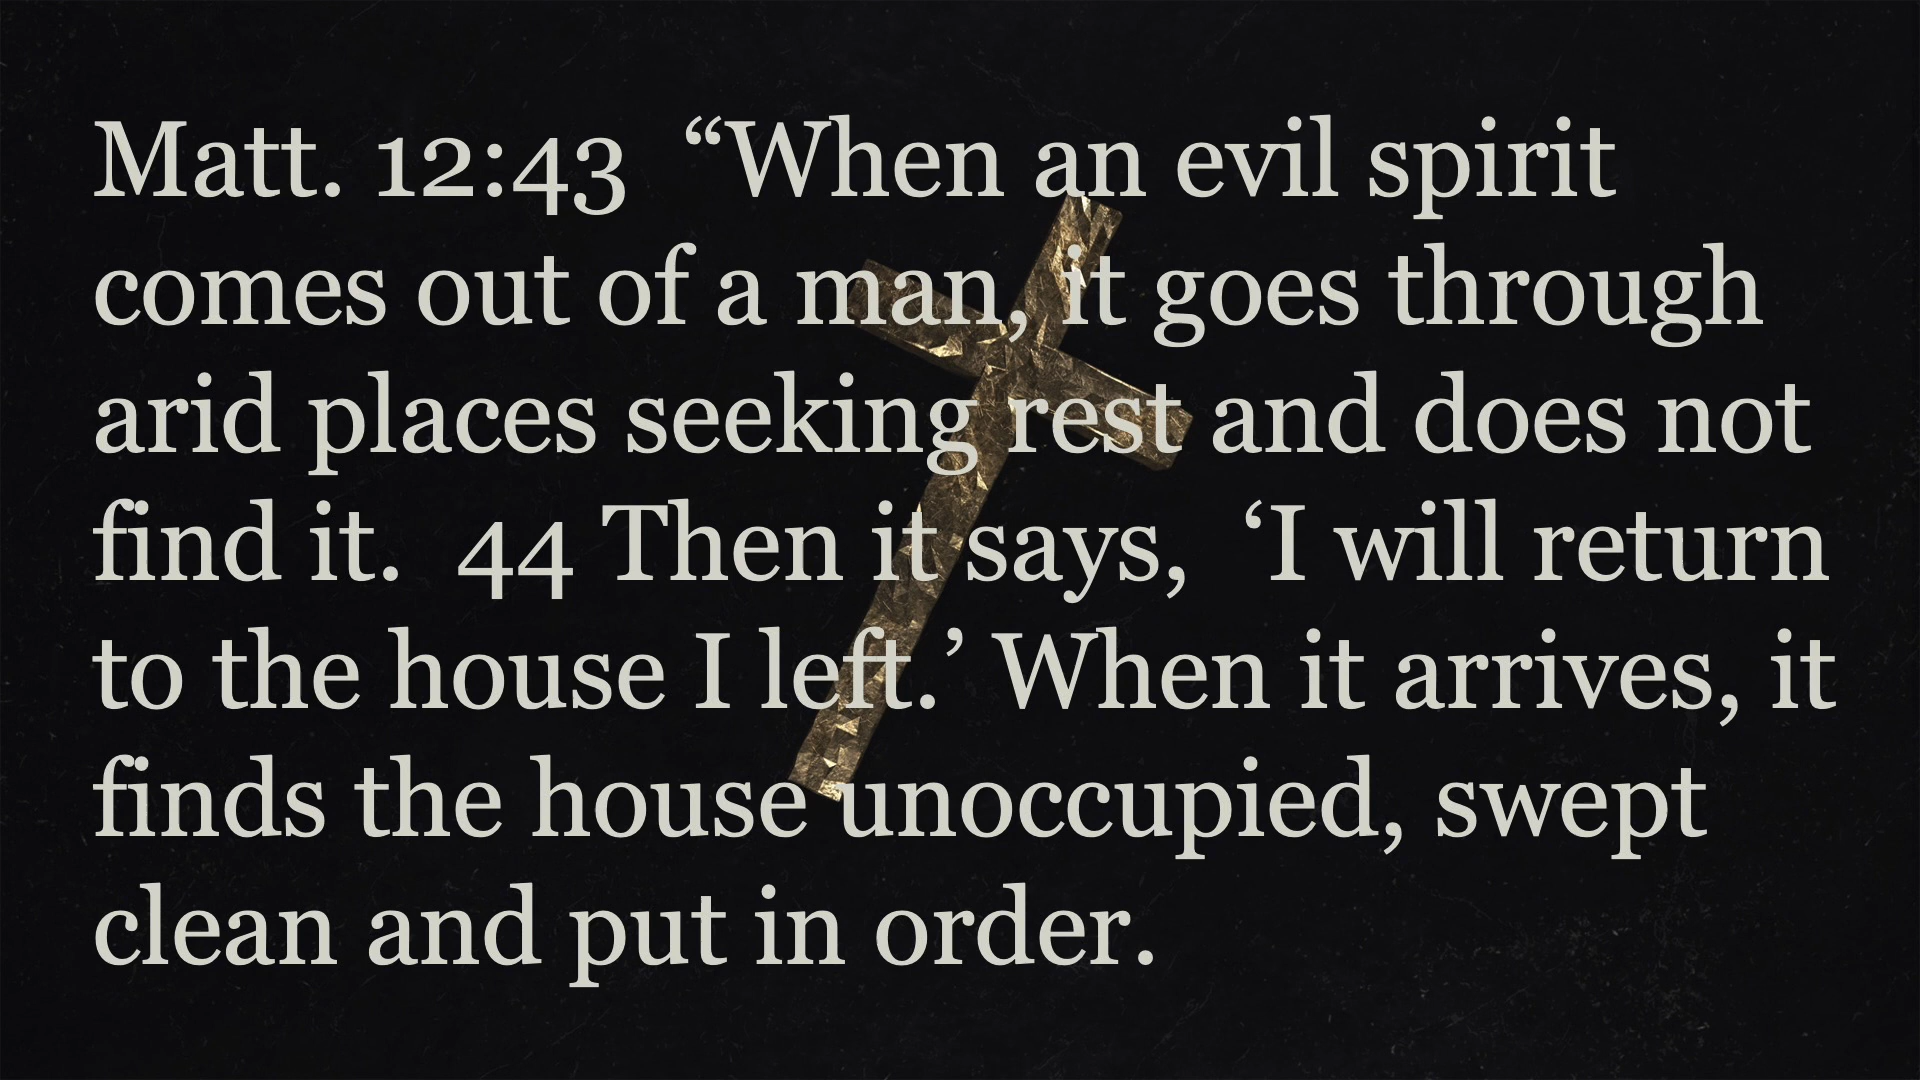 Matt. 12:43  “When an evil spirit
comes out of a man, it goes through
arid places seeking rest and does not
find it.  44 Then it says,  ‘I will return
to the house I left.’ When it arrives, it
finds the house unoccupied, swept
clean and put in order.